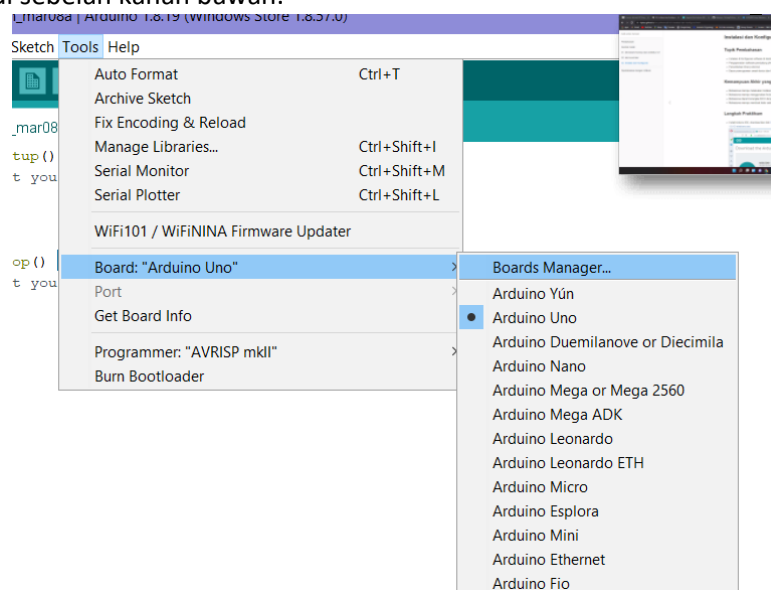 di sebelah kanan bawah.
_mar08a | Arduino 1.8.19 (Windows Store 1.8.57.0)
Sketch Tools Help
Auto Format Ctrl+T
Archive Sketch
_mar08 Fix Encoding & Reload
Manage Libraries... Ctrl+Shift+I
tup() Serial Monitor Ctrl+Shift+M
t you Serial Plotter Ctrl+Shift+L
WiFi101 / WiFiNINA Firmware Updater
op() Board: "Arduino Uno" Boards Manager...
t you Port Arduino Yún
Get Board Info Arduino Uno
Arduino Duemilanove or Diecimila
Programmer: "AVRISP mkII" Arduino Nano
Burn Bootloader Arduino Mega or Mega 2560
Arduino Mega ADK
Arduino Leonardo
Arduino Leonardo ETH
Arduino Micro
Arduino Esplora
Arduino Mini
Arduino Ethernet
Arduino Fio